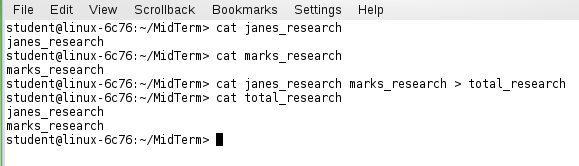 File Edit View Scrollback Bookmarks Settings Help
student@linux-6c76:~/MidTerm> cat janes_research
janes_research
student@linux-6c76:~/MidTerm> cat marks_research
marks_research
student@linux-6c76:~/MidTerm> cat janes_research marks_research > total_research
student@linux-6c76:~/MidTerm> cat total_research
janes_research
marks_research
student@linux-6c76:~/MidTerm>